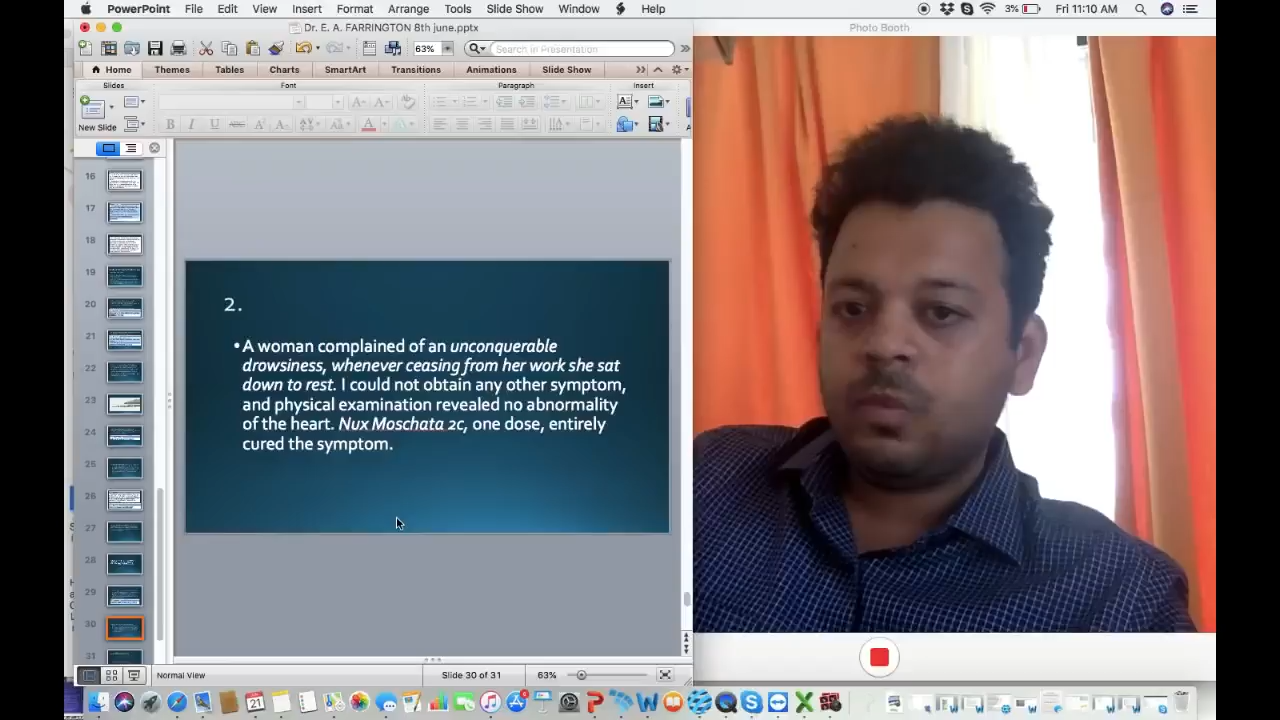 PowerPoint File Edit View Insert Format Arrange Tools Slide Show Window Help 3% Fri 11:10 AM
Dr. E. A. FARRINGTON 8th june.pptx
Photo Booth
63% Search in Presentation
Home Themes Tables Charts SmartArt Transitions Animations Slide Show
Slides Font Paragraph Insert
New Slide
16
17
18
19
20
21
22
23
24
25
26
27
28
29
30
31
2.
•A woman complained of an unconquerable
drowsiness, whenever ceasing from her work she sat
down to rest. I could not obtain any other symptom,
and physical examination revealed no abnormality
of the heart. Nux Moschata 2c, one dose, entirely
cured the symptom.
Normal View Slide 30 of 31 63%